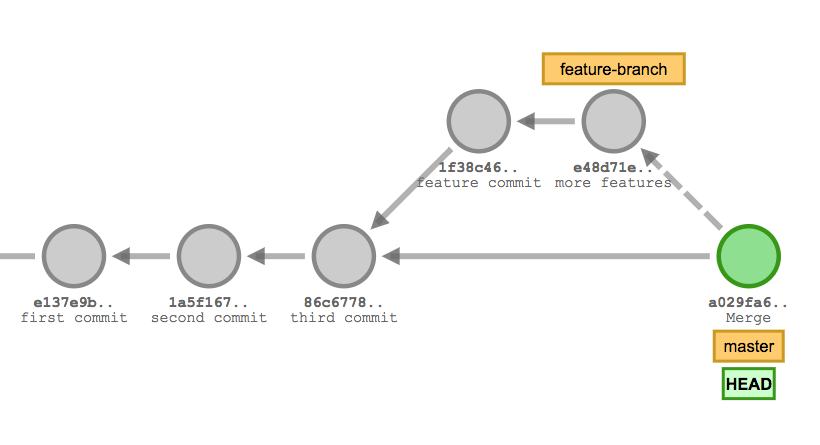 feature-branch
1f38c46..
feature commit
e48d71e..
more features
e137e9b..
first commit
1a5f167..
second commit
86c6778..
third commit
a029fa6..
Merge
master
HEAD